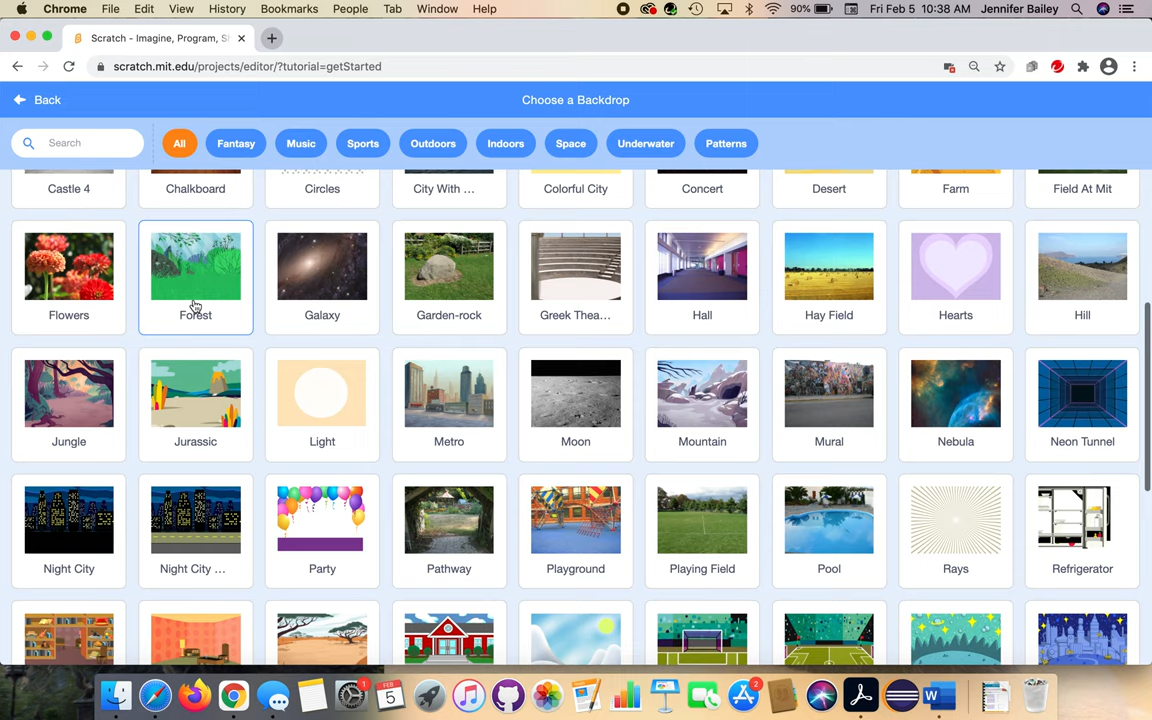 Chrome File Edit View History Bookmarks People Tab Window Help 90% Fri Feb 5 10:38 AM Jennifer Bailey
Scratch - Imagine, Program, Sh
scratch.mit.edu/projects/editor/?tutorial=getStarted
Back Choose a Backdrop
Search All Fantasy Music Sports Outdoors Indoors Space Underwater Patterns
Castle 4 Chalkboard Circles City With ... Colorful City Concert Desert Farm Field At Mit
Flowers Forest Galaxy Garden-rock Greek Thea... Hall Hay Field Hearts Hill
Jungle Jurassic Light Metro Moon Mountain Mural Nebula Neon Tunnel
Night City Night City ... Party Pathway Playground Playing Field Pool Rays Refrigerator
FEB
5 1 2 W